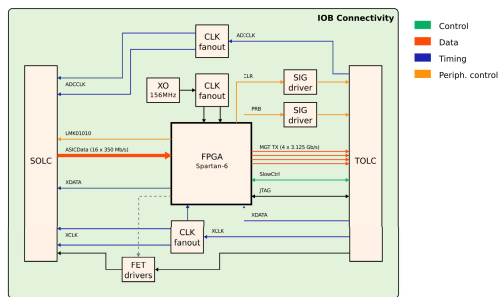 IOB Connectivity
CLK
fanout
ADCCLK
ADCCLK
XO
156MHz
CLK
fanout
CLR
SIG
driver
PRB
SIG
driver
LMK01010
ASICData (16 x 350 Mb/s)
SOLC
FPGA
Spartan-6
MGT TX (4 x 3.125 Gb/s)
TOLC
SlowCtrl
XDATA
JTAG
XDATA
XCLK
CLK
fanout
XCLK
FET
drivers
Control
Data
Timing
Periph. control